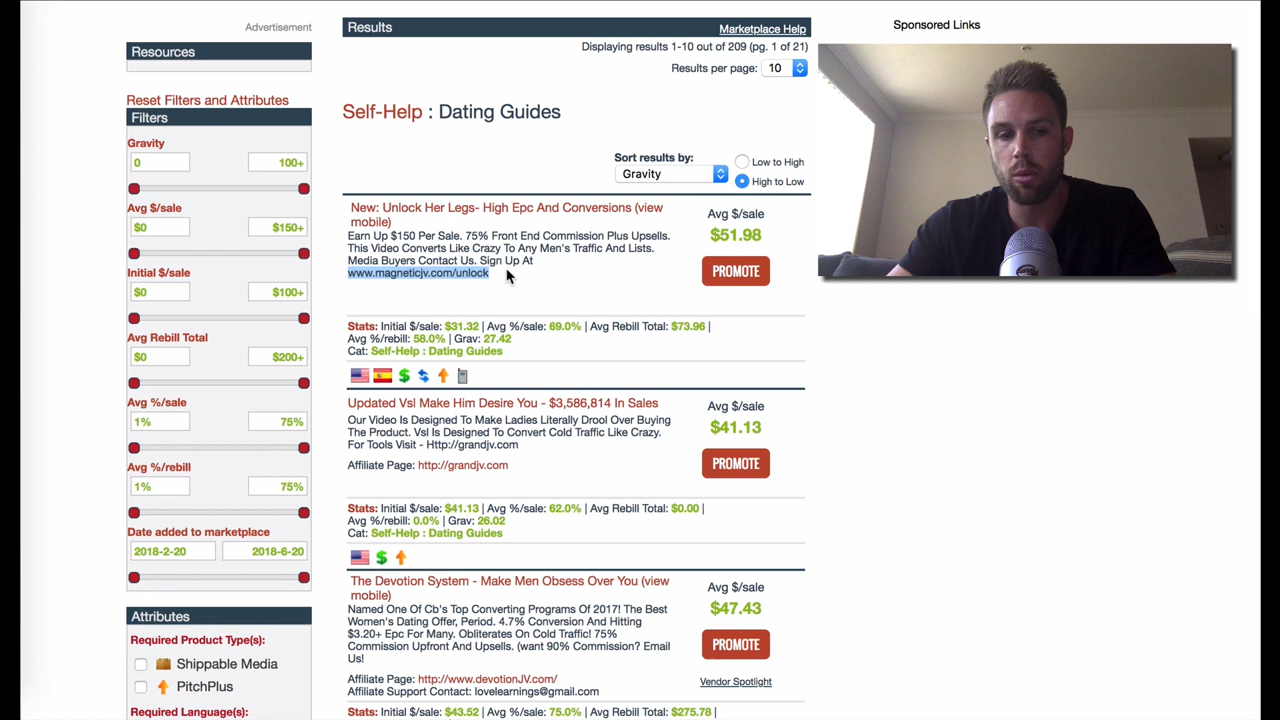 Advertisement
Resources
Reset Filters and Attributes
Filters
Gravity
0 100+
Avg $/sale
$0 $150+
Initial $/sale
$0 $100+
Avg Rebill Total
$0 $200+
Avg %/sale
1% 75%
Avg %/rebill
1% 75%
Date added to marketplace
2018-2-20 2018-6-20
Attributes
Required Product Type(s):
Shippable Media
PitchPlus
Required Language(s):
Results Marketplace Help
Displaying results 1-10 out of 209 (pg. 1 of 21)
Results per page: 10
Self-Help : Dating Guides
Sort results by:
Gravity
Low to High
High to Low
New: Unlock Her Legs- High Epc And Conversions (view
mobile)
Earn Up $150 Per Sale. 75% Front End Commission Plus Upsells.
This Video Converts Like Crazy To Any Men's Traffic And Lists.
Media Buyers Contact Us. Sign Up At
www.magneticjv.com/unlock
Avg $/sale
$51.98
PROMOTE
Stats: Initial $/sale: $31.32 | Avg %/sale: 69.0% | Avg Rebill Total: $73.96 |
Avg %/rebill: 58.0% | Grav: 27.42
Cat: Self-Help : Dating Guides
Updated Vsl Make Him Desire You - $3,586,814 In Sales
Our Video Is Designed To Make Ladies Literally Drool Over Buying
The Product. Vsl Is Designed To Convert Cold Traffic Like Crazy.
For Tools Visit - Http://grandjv.com
Affiliate Page: http://grandjv.com
Avg $/sale
$41.13
PROMOTE
Stats: Initial $/sale: $41.13 | Avg %/sale: 62.0% | Avg Rebill Total: $0.00 |
Avg %/rebill: 0.0% | Grav: 26.02
Cat: Self-Help : Dating Guides
The Devotion System - Make Men Obsess Over You (view
mobile)
Named One Of Cb's Top Converting Programs Of 2017! The Best
Women's Dating Offer, Period. 4.7% Conversion And Hitting
$3.20+ Epc For Many. Obliterates On Cold Traffic! 75%
Commission Upfront And Upsells. (want 90% Commission? Email
Us!
Affiliate Page: http://www.devotionJV.com/
Affiliate Support Contact: lovelearnings@gmail.com
Avg $/sale
$47.43
PROMOTE
Vendor Spotlight
Stats: Initial $/sale: $43.52 | Avg %/sale: 75.0% | Avg Rebill Total: $275.78 |
Sponsored Links